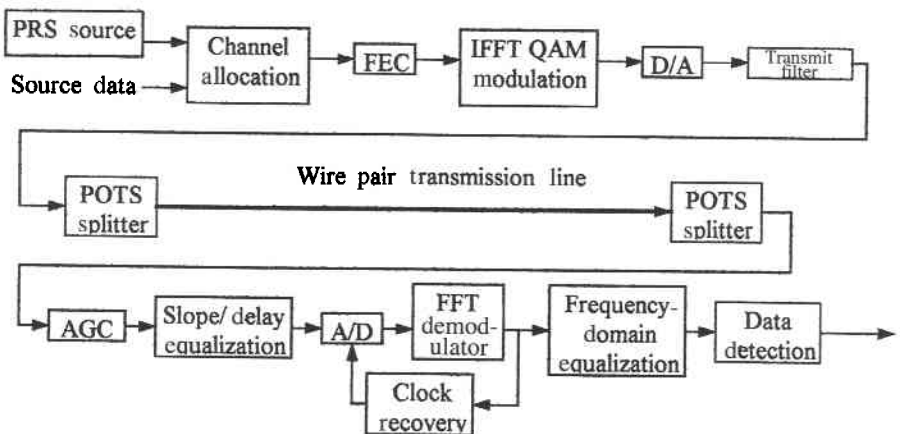 PRS source
Source data
Channel
allocation
FEC
IFFT QAM
modulation
D/A
Transmit
filter
Wire pair transmission line
POTS
splitter
POTS
splitter
AGC
Slope/ delay
equalization
A/D
FFT
demod-
ulator
Clock
recovery
Frequency-
domain
equalization
Data
detection